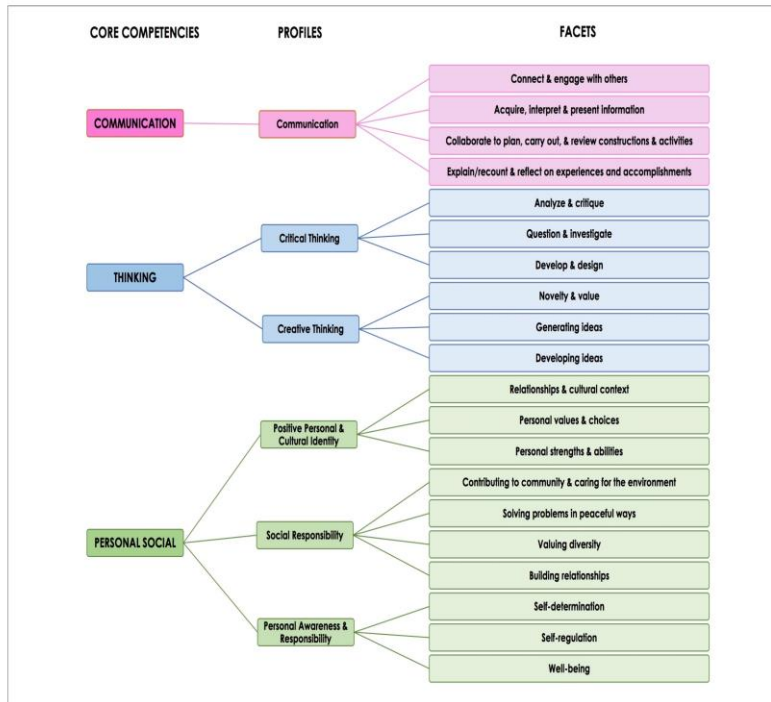 CORE COMPETENCIES
PROFILES
FACETS
COMMUNICATION
Communication
Connect & engage with others
Acquire, interpret & present information
Collaborate to plan, carry out, & review constructions & activities
Explain/recount & reflect on experiences and accomplishments
THINKING
Critical Thinking
Analyze & critique
Question & investigate
Develop & design
Creative Thinking
Novelty & value
Generating ideas
Developing ideas
PERSONAL SOCIAL
Positive Personal &
Cultural Identity
Relationships & cultural context
Personal values & choices
Personal strengths & abilities
Social Responsibility
Contributing to community & caring for the environment
Solving problems in peaceful ways
Valuing diversity
Building relationships
Personal Awareness &
Responsibility
Self-determination
Self-regulation
Well-being